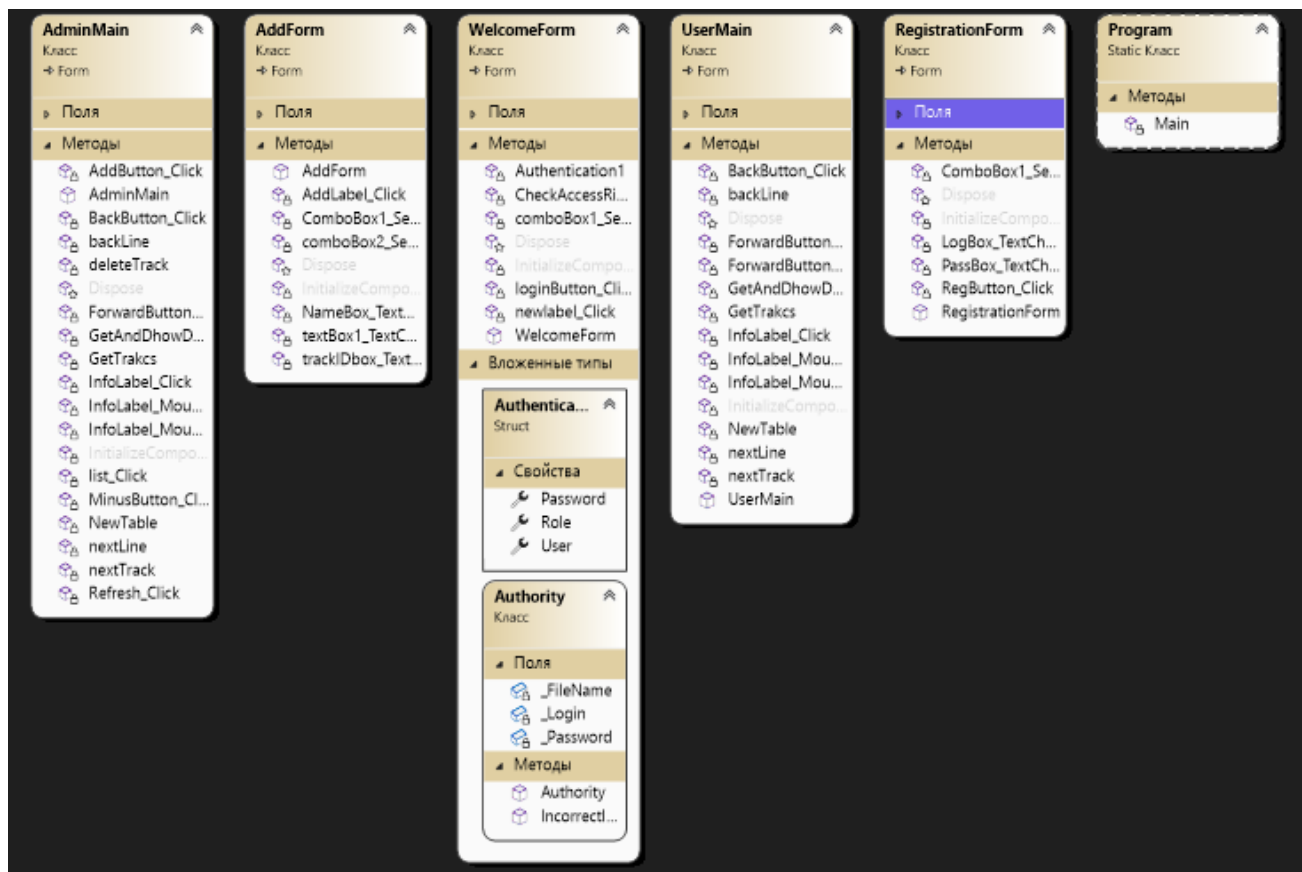 AdminMain
Класс
Form
Поля
Методы
AddButton_Click
AdminMain
BackButton_Click
backLine
deleteTrack
Dispose
ForwardButton...
GetAndDhowD...
GetTrakcs
InfoLabel_Click
InfoLabel_Mou...
InfoLabel_Mou...
InitializeCompo...
list_Click
MinusButton_Cl...
NewTable
nextLine
nextTrack
Refresh_Click
AddForm
Класс
Form
Поля
Методы
AddForm
AddLabel_Click
ComboBox1_Se...
comboBox2_Se...
Dispose
InitializeCompo...
NameBox_Text...
textBox1_TextC...
trackIDbox_Text...
WelcomeForm
Класс
Form
Поля
Методы
Authentication1
CheckAccessRi...
comboBox1_Se...
Dispose
InitializeCompo...
loginButton_Cli...
newlabel_Click
WelcomeForm
Вложенные типы
Authentica...
Struct
Свойства
Password
Role
User
Authority
Класс
Поля
_FileName
_Login
_Password
Методы
Authority
IncorrectI...
UserMain
Класс
Form
Поля
Методы
BackButton_Click
backLine
Dispose
ForwardButton...
ForwardButton...
GetAndDhowD...
GetTrakcs
InfoLabel_Click
InfoLabel_Mou...
InfoLabel_Mou...
InitializeCompo...
NewTable
nextLine
nextTrack
UserMain
RegistrationForm
Класс
Form
Поля
Методы
ComboBox1_Se...
Dispose
InitializeCompo...
LogBox_TextCh...
PassBox_TextCh...
RegButton_Click
RegistrationForm
Program
Static Класс
Методы
Main